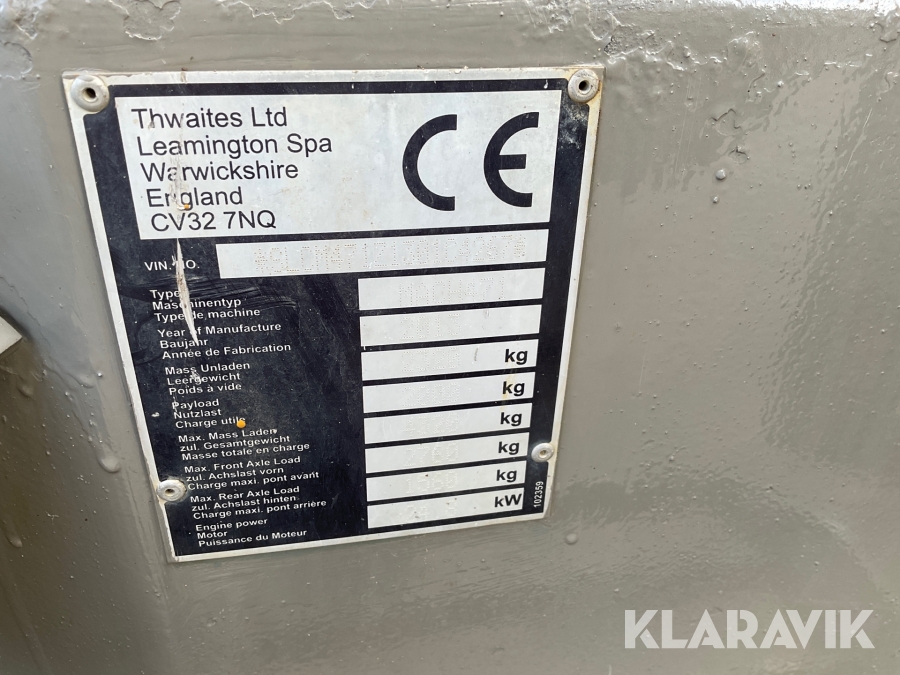 Thwaites Ltd
Leamington Spa
Warwickshire
England
CV32 7NQ
CE
VIN. NO.
Type
Maschinentyp
Type de machine
Year of Manufacture
Baujahr
Année de Fabrication
Mass Unladen
Leergewicht
Poids à vide
kg
Payload
Nutzlast
Charge utile
kg
Max. Mass Laden
zul. Gesamtgewicht
Masse totale en charge
kg
Max. Front Axle Load
zul. Achslast vorn
Charge maxi. pont avant
kg
Max. Rear Axle Load
zul. Achslast hinten
Charge maxi. pont arrière
kg
Engine power
Motor
Puissance du Moteur
kW
102359
KLARAVIK